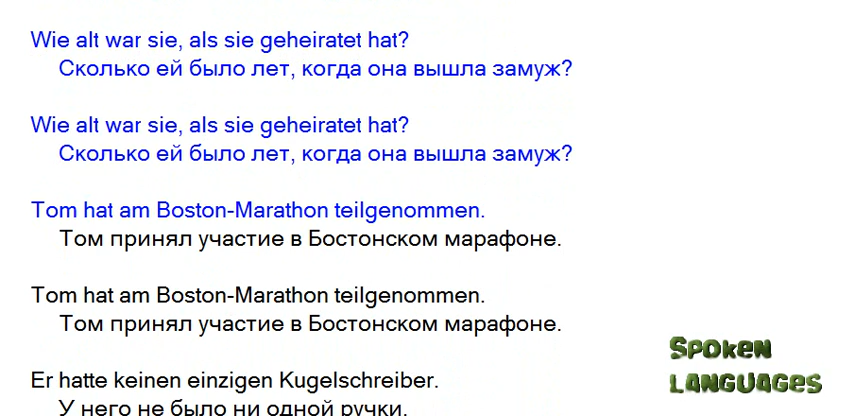 Wie alt war sie, als sie geheiratet hat?
Сколько ей было лет, когда она вышла замуж?
Wie alt war sie, als sie geheiratet hat?
Сколько ей было лет, когда она вышла замуж?
Tom hat am Boston-Marathon teilgenommen.
Том принял участие в Бостонском марафоне.
Tom hat am Boston-Marathon teilgenommen.
Том принял участие в Бостонском марафоне.
Er hatte keinen einzigen Kugelschreiber.
У него не было ни одной ручки.
Spoken
Languages